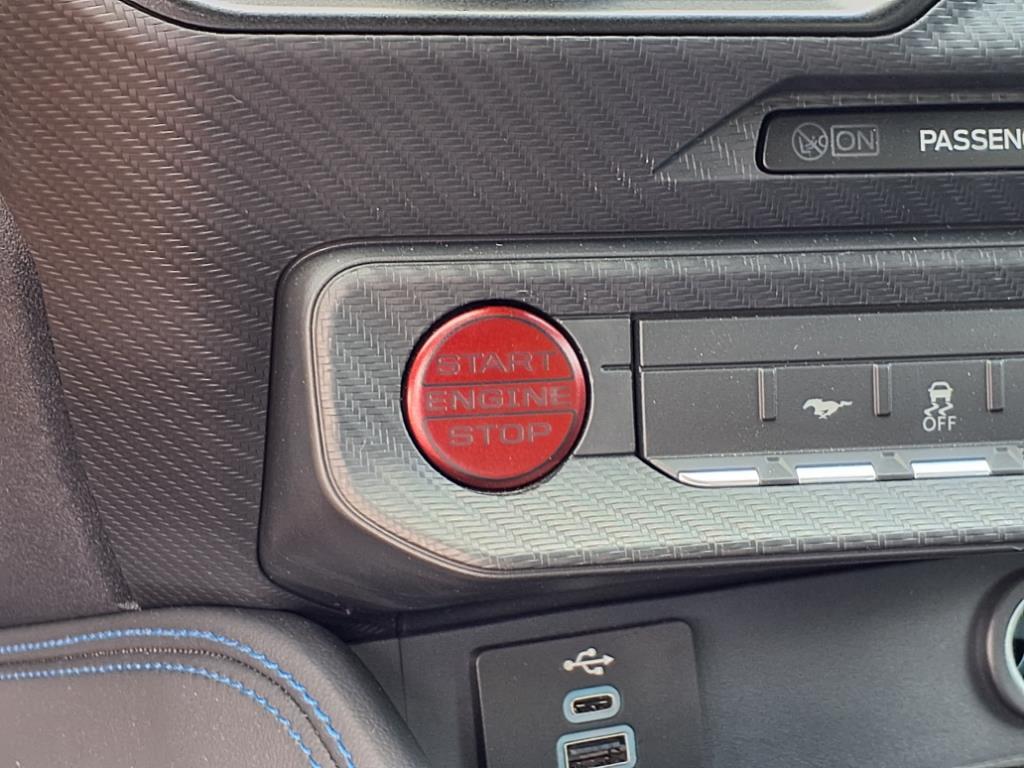 ON PASSENG
START
ENGINE
STOP
OFF